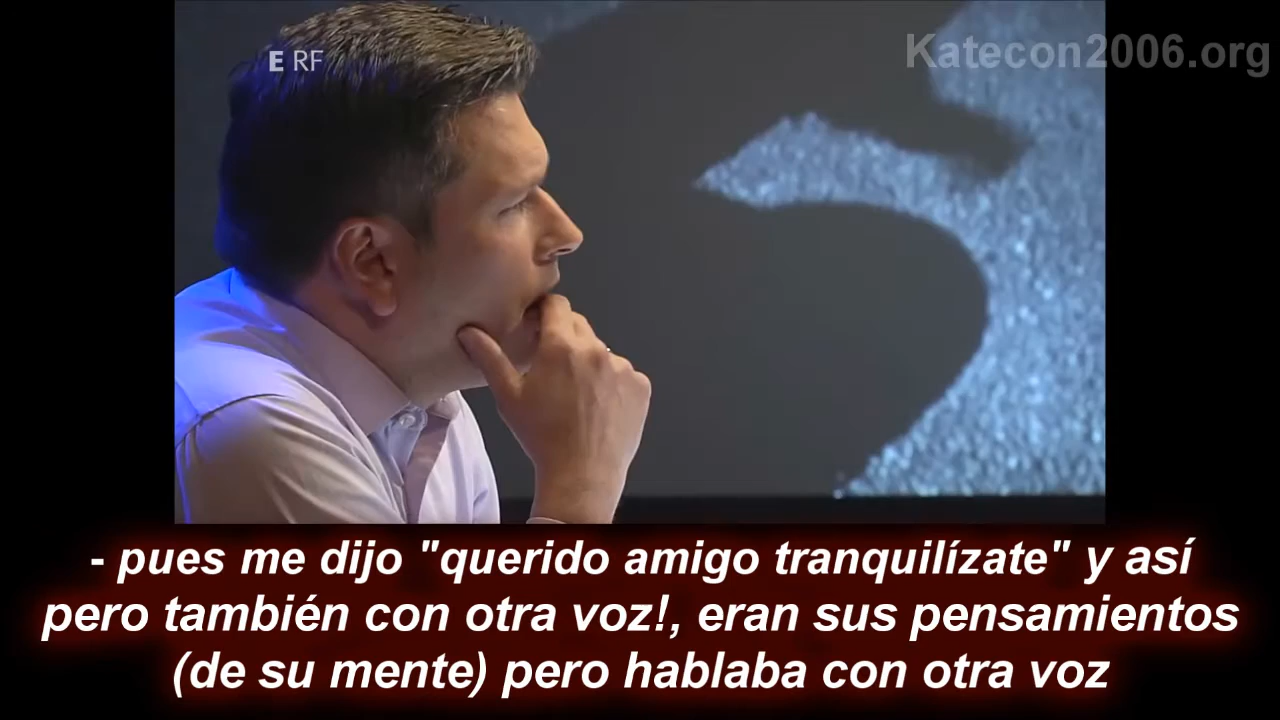 E RF
Katecon2006.org
- pues me dijo "querido amigo tranquilízate" y así
pero también con otra voz!, eran sus pensamientos
(de su mente) pero hablaba con otra voz